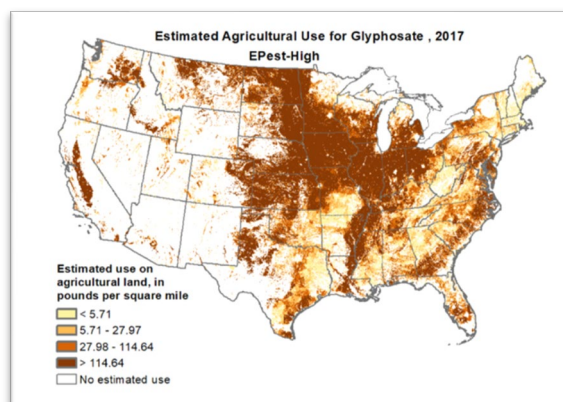 Estimated Agricultural Use for Glyphosate , 2017
EPest-High
Estimated use on
agricultural land, in
pounds per square mile
< 5.71
5.71 - 27.97
27.98 - 114.64
> 114.64
No estimated use